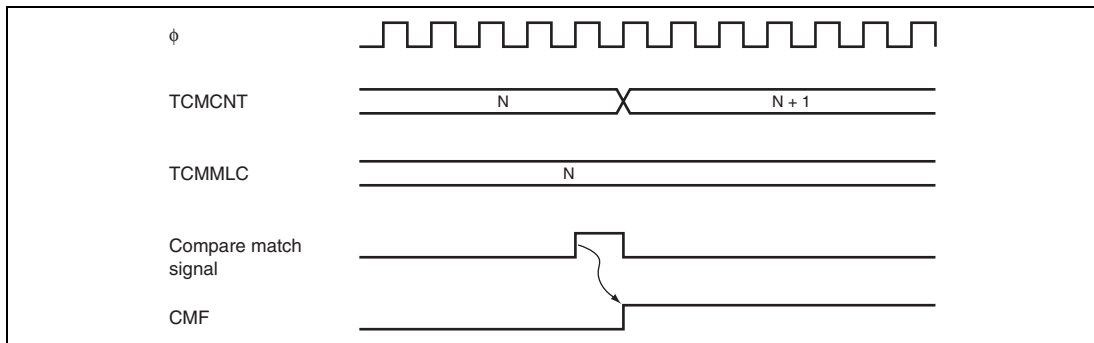 φ
TCMCNT
N
N + 1
TCMMLC
N
Compare match
signal
CMF